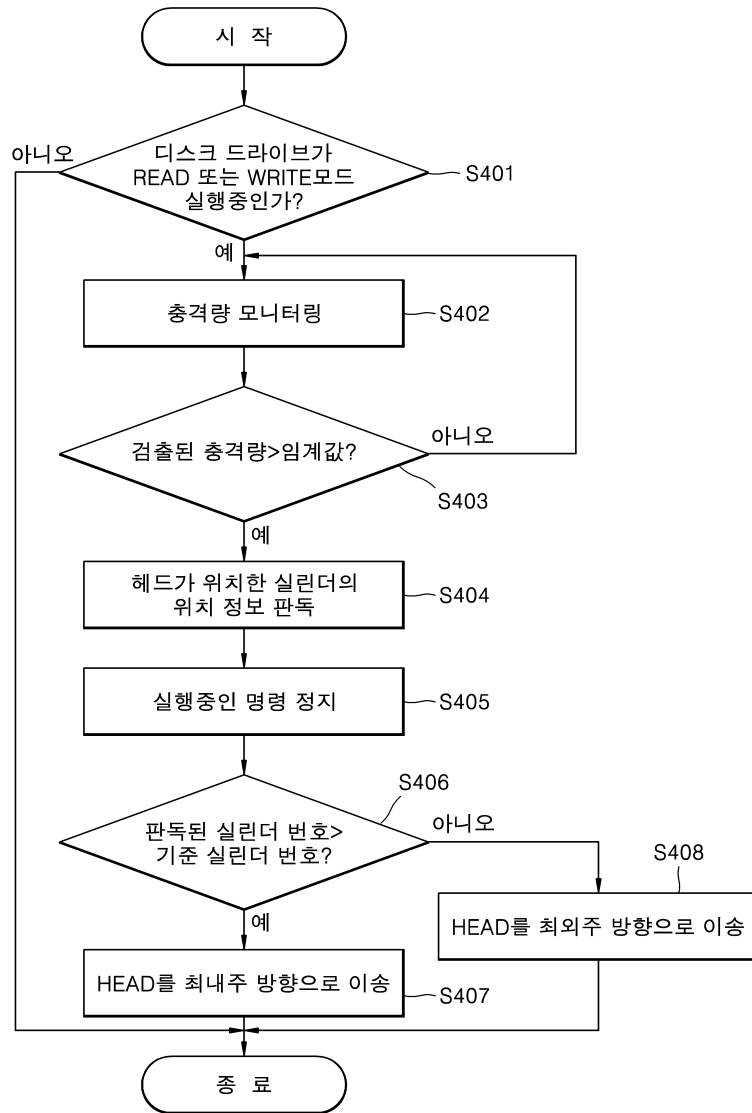 시 작
아니오
디스크 드라이브가
READ 또는 WRITE모드
실행중인가?
S401
예
충격량 모니터링
S402
검출된 충격량>임계값?
아니오
S403
예
헤드가 위치한 실린더의
위치 정보 판독
S404
실행중인 명령 정지
S405
S406
판독된 실린더 번호>
기준 실린더 번호?
아니오
S408
예
HEAD를 최외주 방향으로 이송
HEAD를 최내주 방향으로 이송
S407
종 료